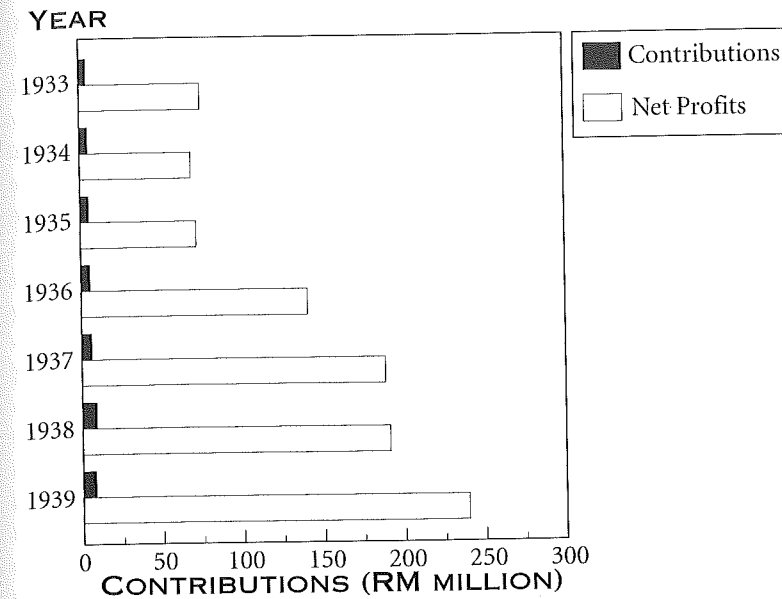 YEAR
Contributions
Net Profits
1933
1934
1935
1936
1937
1938
1939
0 50 100 150 200 250 300
CONTRIBUTIONS (RM MILLION)